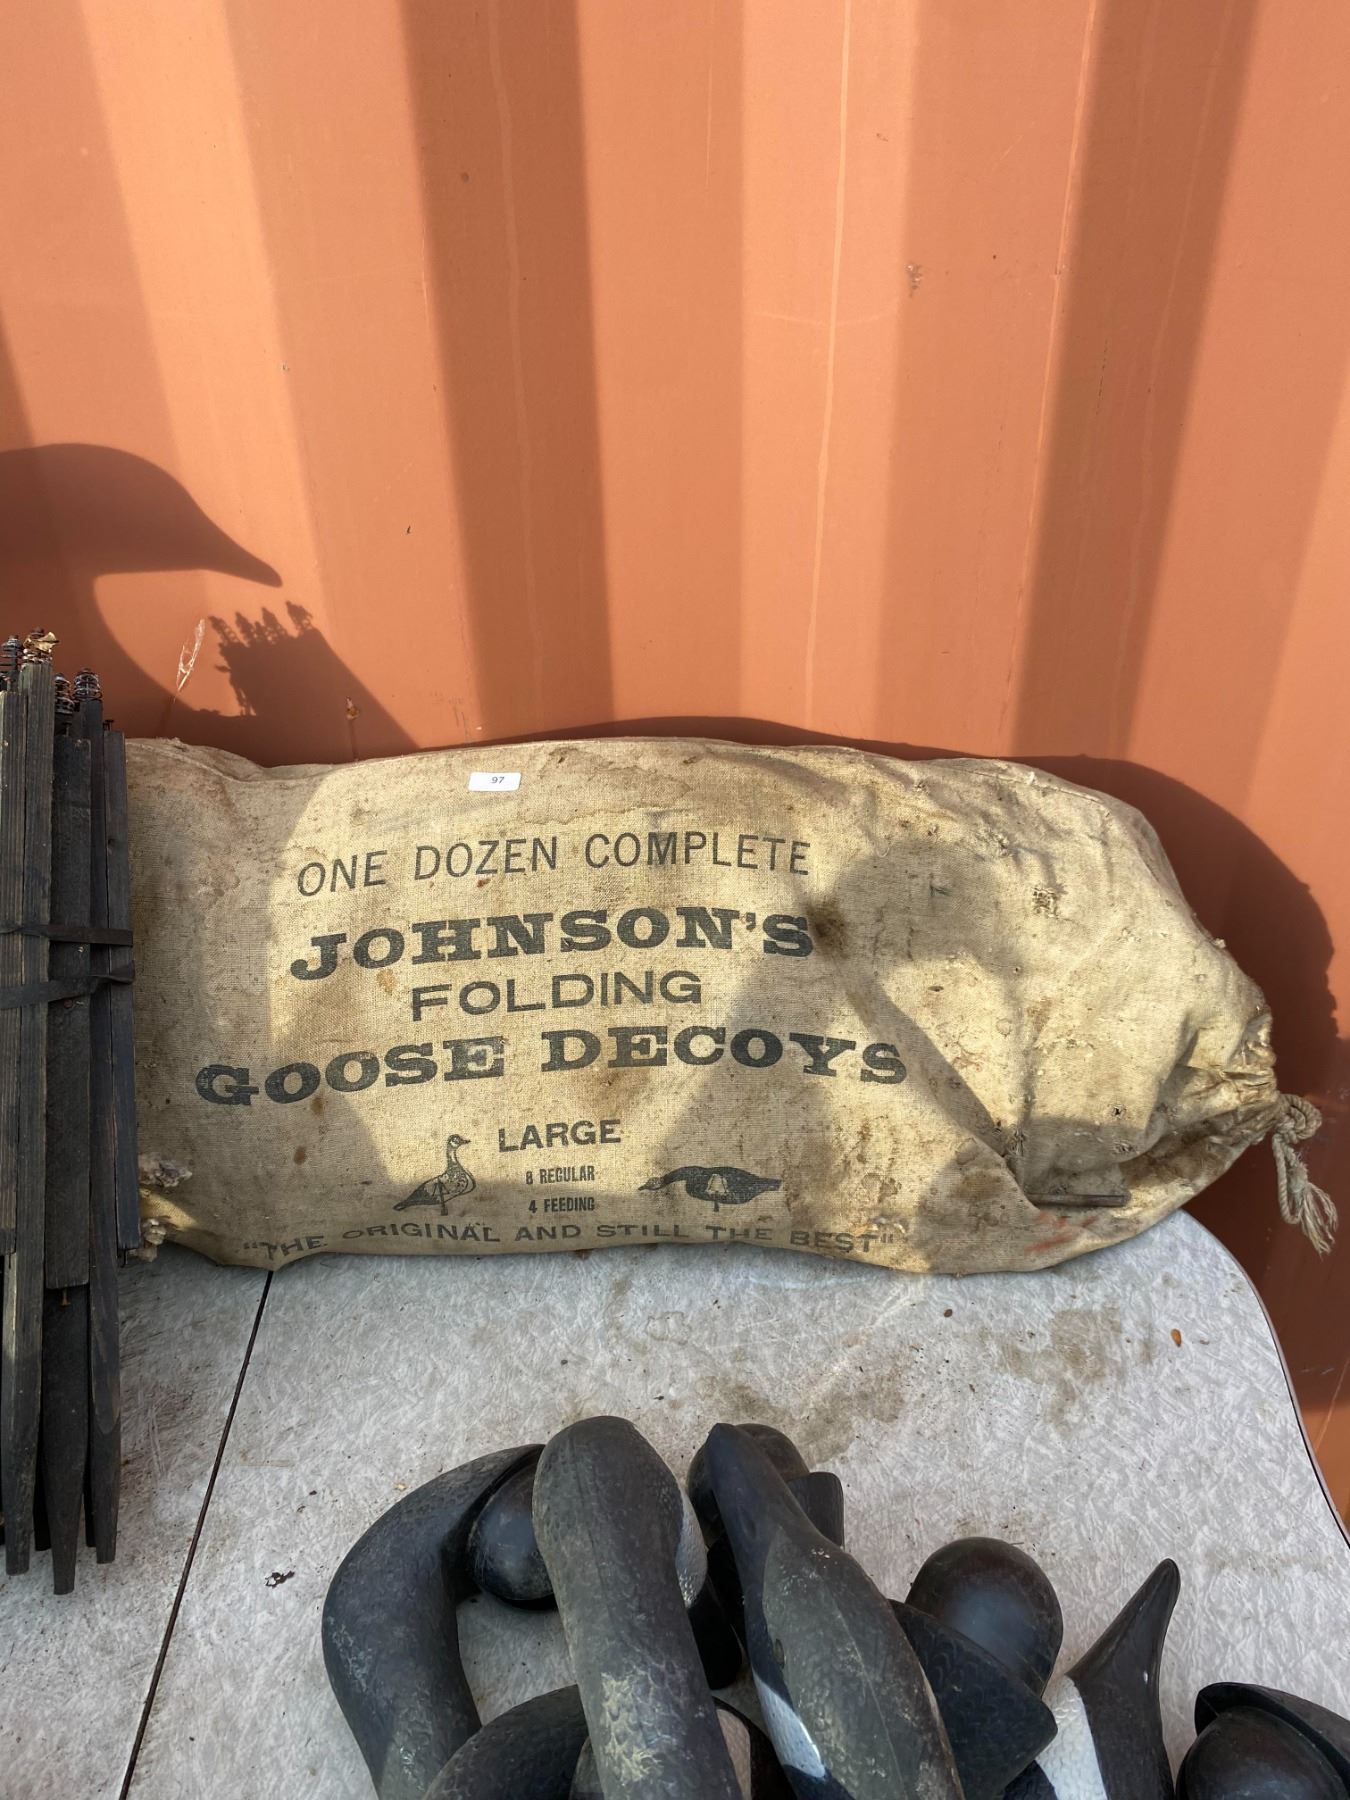 97
ONE DOZEN COMPLETE
JOHNSON'S
FOLDING
GOOSE DECOYS
LARGE
8 REGULAR
4 FEEDING
"THE ORIGINAL AND STILL THE BEST"